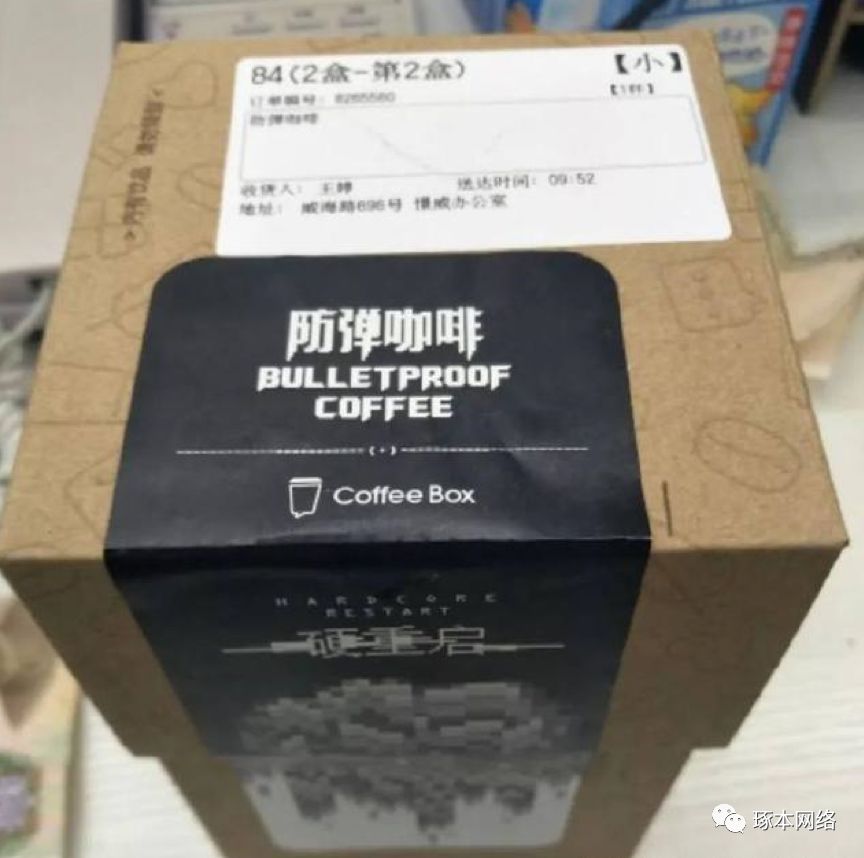 84(2盒-第2盒)
【小】
订单编号: 8265560
【1杯】
防弹咖啡
收货人: 王婷
送达时间: 09:52
地址: 威海路696号 憬威办公室
防弹咖啡
BULLETPROOF
COFFEE
Coffee Box
HARDCORE
RESTART
硬重启
琢本网络